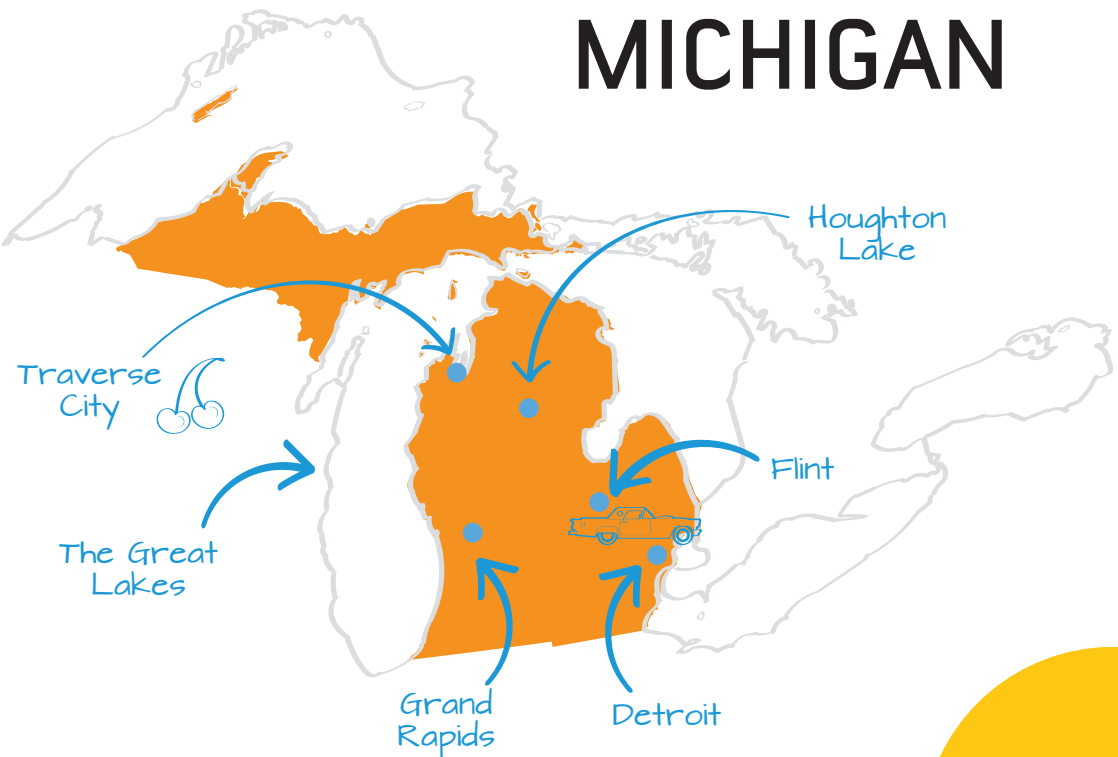 MICHIGAN
Houghton
Lake
Traverse
City
Flint
The Great
Lakes
Grand
Rapids
Detroit